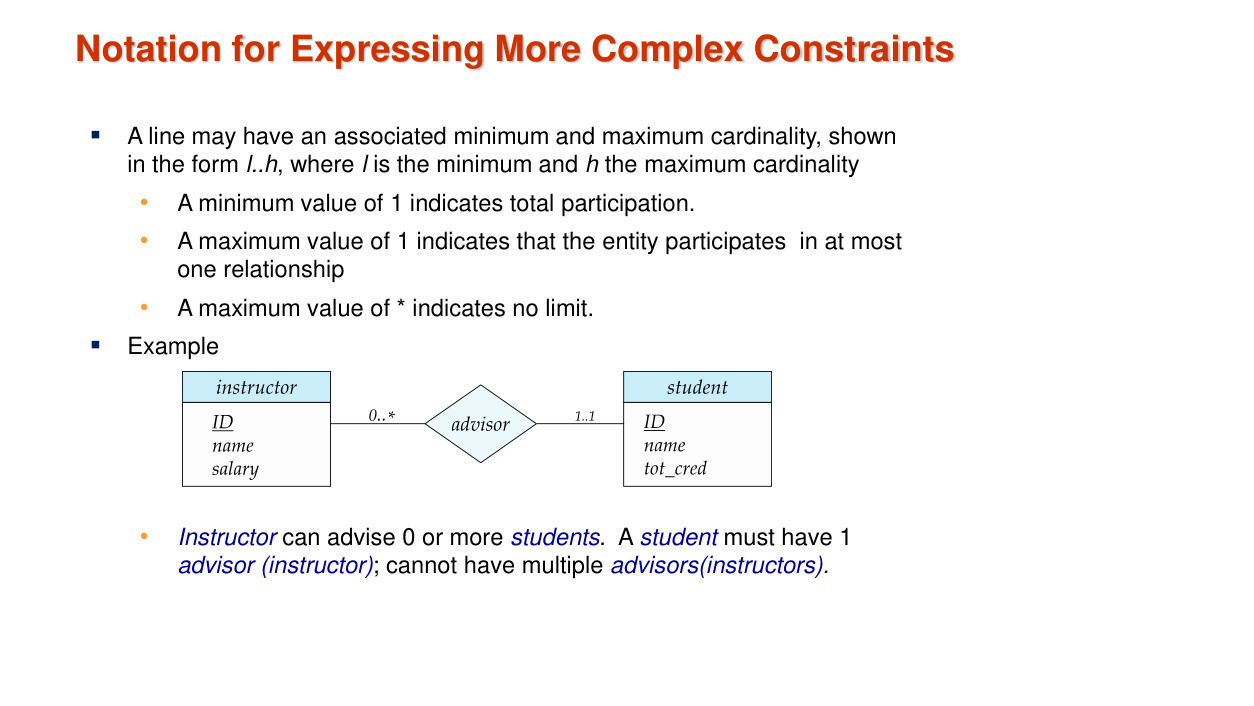 Notation for Expressing More Complex Constraints
▪ A line may have an associated minimum and maximum cardinality, shown
in the form l..h, where l is the minimum and h the maximum cardinality
• A minimum value of 1 indicates total participation.
• A maximum value of 1 indicates that the entity participates  in at most
one relationship
• A maximum value of * indicates no limit.
▪ Example
instructor
ID
name
salary
0..*
advisor
1..1
student
ID
name
tot_cred
• Instructor can advise 0 or more students.  A student must have 1
advisor (instructor); cannot have multiple advisors(instructors).